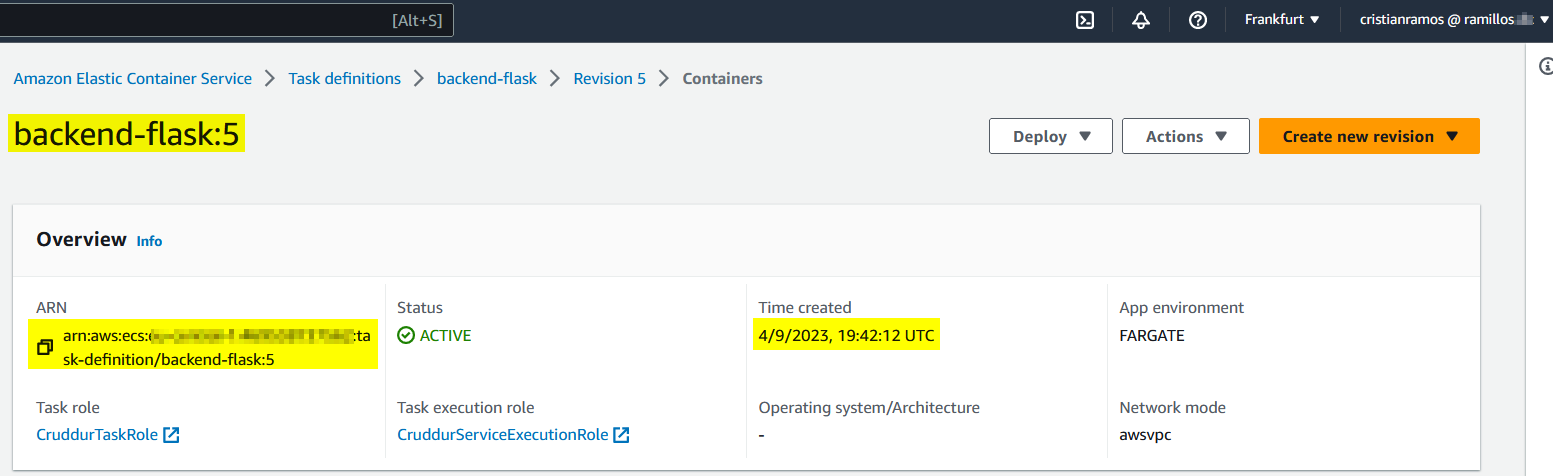 [Alt+S]
Frankfurt
cristianramos @ ramillos
Amazon Elastic Container Service > Task definitions > backend-flask > Revision 5 > Containers
backend-flask:5
Deploy
Actions
Create new revision
Overview Info
ARN
arn:aws:ecs: :ta
sk-definition/backend-flask:5
Status
ACTIVE
Time created
4/9/2023, 19:42:12 UTC
App environment
FARGATE
Task role
CruddurTaskRole
Task execution role
CruddurServiceExecutionRole
Operating system/Architecture
-
Network mode
awsvpc